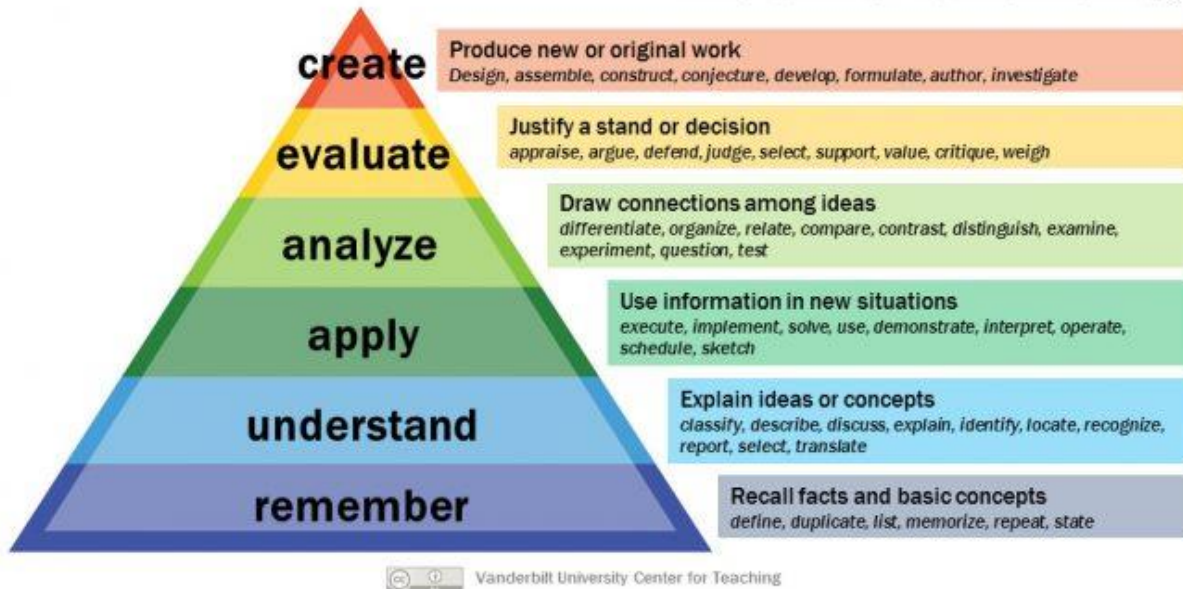 create
Produce new or original work
Design, assemble, construct, conjecture, develop, formulate, author, investigate
evaluate
Justify a stand or decision
appraise, argue, defend, judge, select, support, value, critique, weigh
analyze
Draw connections among ideas
differentiate, organize, relate, compare, contrast, distinguish, examine,
experiment, question, test
apply
Use information in new situations
execute, implement, solve, use, demonstrate, interpret, operate,
schedule, sketch
understand
Explain ideas or concepts
classify, describe, discuss, explain, identify, locate, recognize,
report, select, translate
remember
Recall facts and basic concepts
define, duplicate, list, memorize, repeat, state
cc
Vanderbilt University Center for Teaching